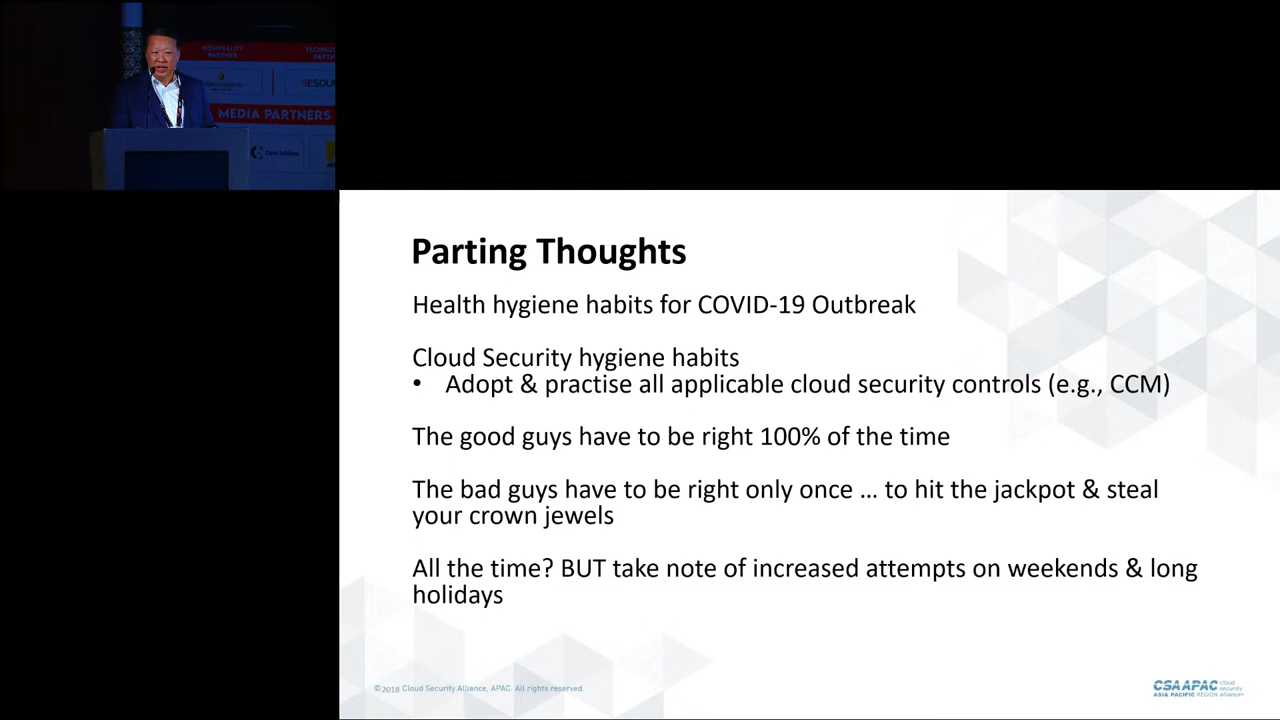 HOSPITALITY
PARTNER
MEDIA PARTNERS
Parting Thoughts
Health hygiene habits for COVID-19 Outbreak
Cloud Security hygiene habits
• Adopt & practise all applicable cloud security controls (e.g., CCM)
The good guys have to be right 100% of the time
The bad guys have to be right only once ... to hit the jackpot & steal
your crown jewels
All the time? BUT take note of increased attempts on weekends & long
holidays
©2018 Cloud Security Alliance, APAC. All rights reserved.
CSA APAC cloud
security
ASIA PACIFIC REGION alliance